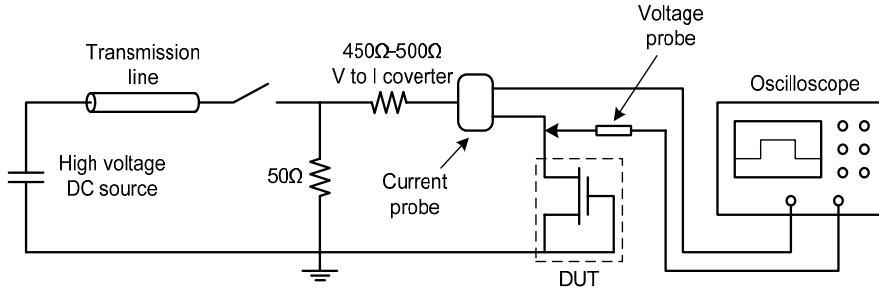 Transmission
line
High voltage
DC source
50Ω
450Ω-500Ω
V to I coverter
Current
probe
Voltage
probe
Oscilloscope
DUT